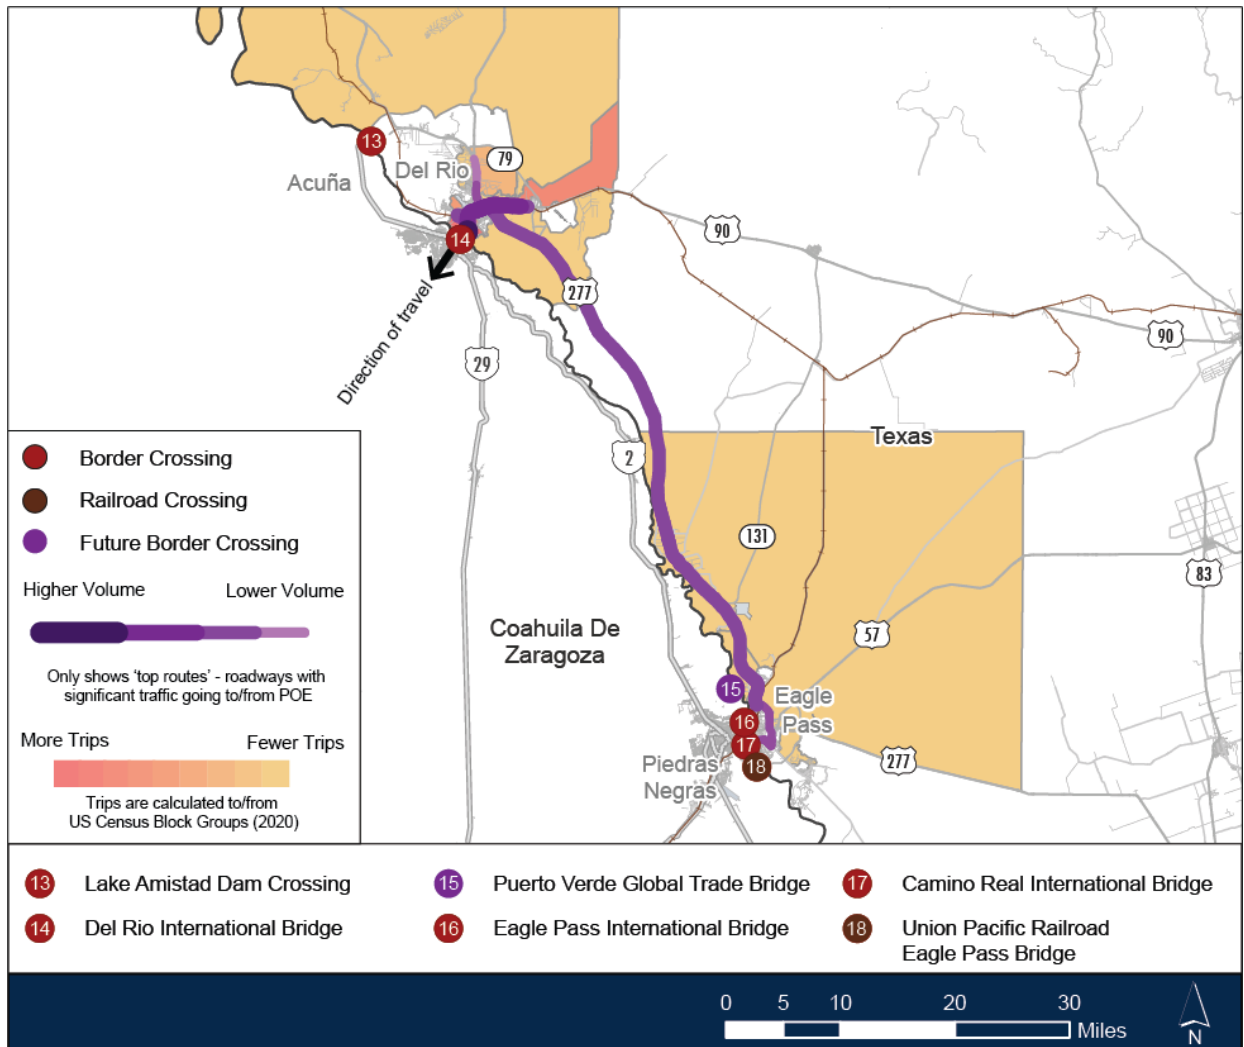 13
Acuña
Del Rio
79
14
90
277
Direction of travel
29
90
2
Texas
131
83
57
Coahuila De
Zaragoza
15
Eagle
Pass
16
17
18
Piedras
Negras
277
Border Crossing
Railroad Crossing
Future Border Crossing
Higher Volume Lower Volume
Only shows ‘top routes’ - roadways with
significant traffic going to/from POE
More Trips Fewer Trips
Trips are calculated to/from
US Census Block Groups (2020)
13 Lake Amistad Dam Crossing
14 Del Rio International Bridge
15 Puerto Verde Global Trade Bridge
16 Eagle Pass International Bridge
17 Camino Real International Bridge
18 Union Pacific Railroad
Eagle Pass Bridge
0 5 10 20 30
Miles
N